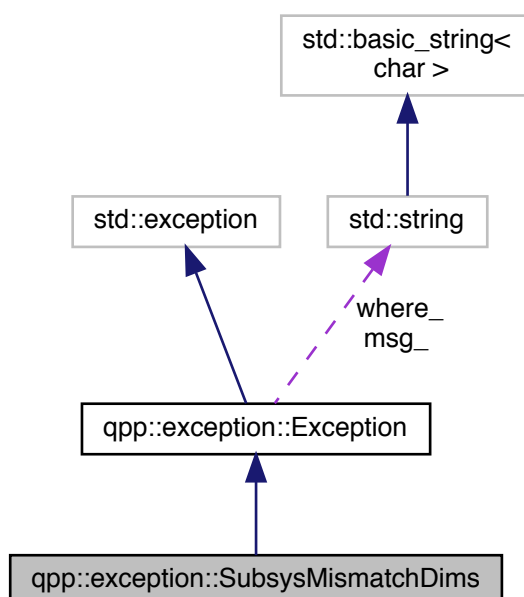 std::basic_string<
char >
std::exception
std::string
where_
msg_
qpp::exception::Exception
qpp::exception::SubsysMismatchDims